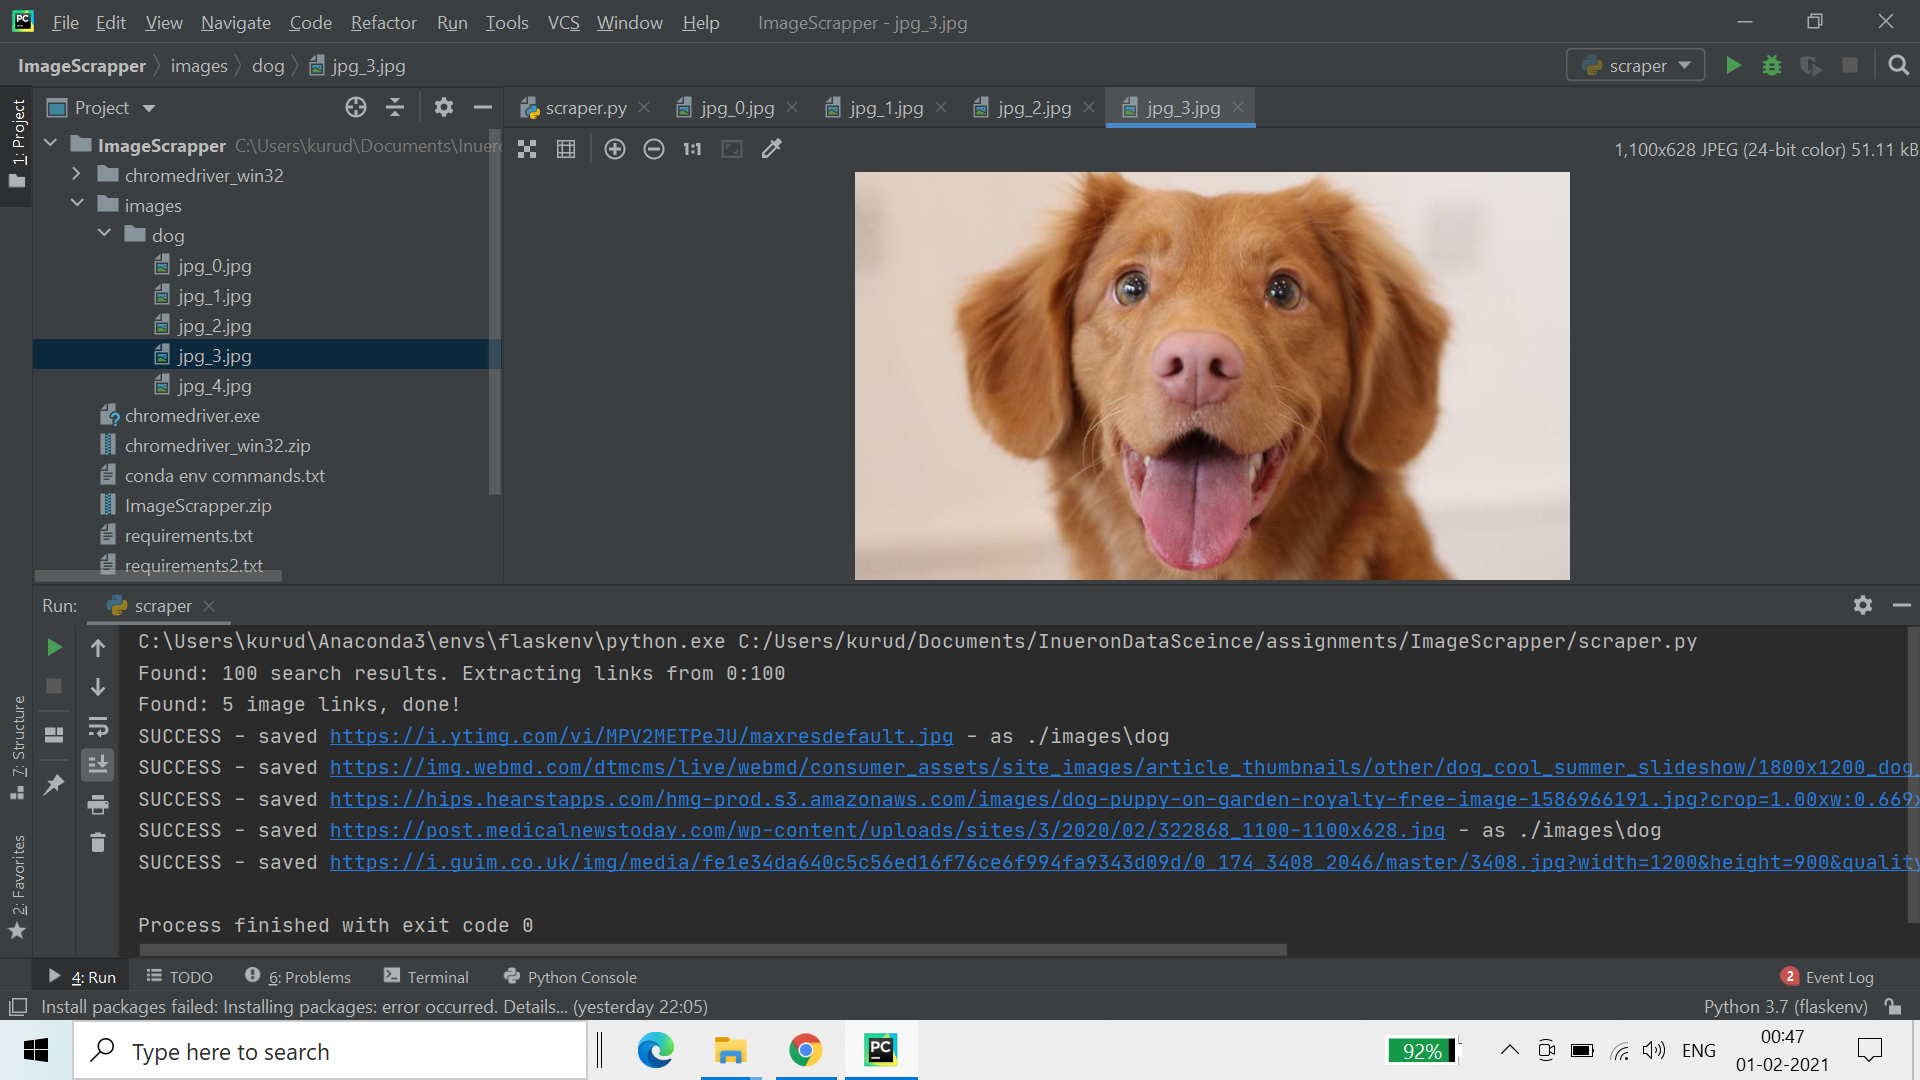 PC File Edit View Navigate Code Refactor Run Tools VCS Window Help ImageScrapper - jpg_3.jpg
ImageScrapper images dog jpg_3.jpg scraper
1: Project
Project
scraper.py jpg_0.jpg jpg_1.jpg jpg_2.jpg jpg_3.jpg
ImageScrapper C:\Users\kurud\Documents\Inuer
1:1 1,100x628 JPEG (24-bit color) 51.11 kB
chromedriver_win32
images
dog
jpg_0.jpg
jpg_1.jpg
jpg_2.jpg
jpg_3.jpg
jpg_4.jpg
chromedriver.exe
chromedriver_win32.zip
conda env commands.txt
ImageScrapper.zip
requirements.txt
requirements2.txt
Run: scraper
C:\Users\kurud\Anaconda3\envs\flaskenv\python.exe C:/Users/kurud/Documents/InueronDataSceince/assignments/ImageScrapper/scraper.py
Found: 100 search results. Extracting links from 0:100
Found: 5 image links, done!
SUCCESS - saved https://i.ytimg.com/vi/MPV2METPeJU/maxresdefault.jpg - as ./images\dog
SUCCESS - saved https://img.webmd.com/dtmcms/live/webmd/consumer_assets/site_images/article_thumbnails/other/dog_cool_summer_slideshow/1800x1200_dog_
SUCCESS - saved https://hips.hearstapps.com/hmg-prod.s3.amazonaws.com/images/dog-puppy-on-garden-royalty-free-image-1586966191.jpg?crop=1.00xw:0.669x
SUCCESS - saved https://post.medicalnewstoday.com/wp-content/uploads/sites/3/2020/02/322868_1100-1100x628.jpg - as ./images\dog
SUCCESS - saved https://i.guim.co.uk/img/media/fe1e34da640c5c56ed16f76ce6f994fa9343d09d/0_174_3408_2046/master/3408.jpg?width=1200&height=900&quality
Process finished with exit code 0
7: Structure
2: Favorites
4: Run TODO 6: Problems Terminal Python Console 2 Event Log
Install packages failed: Installing packages: error occurred. Details... (yesterday 22:05) Python 3.7 (flaskenv)
Type here to search PC 92% ENG 00:47
01-02-2021